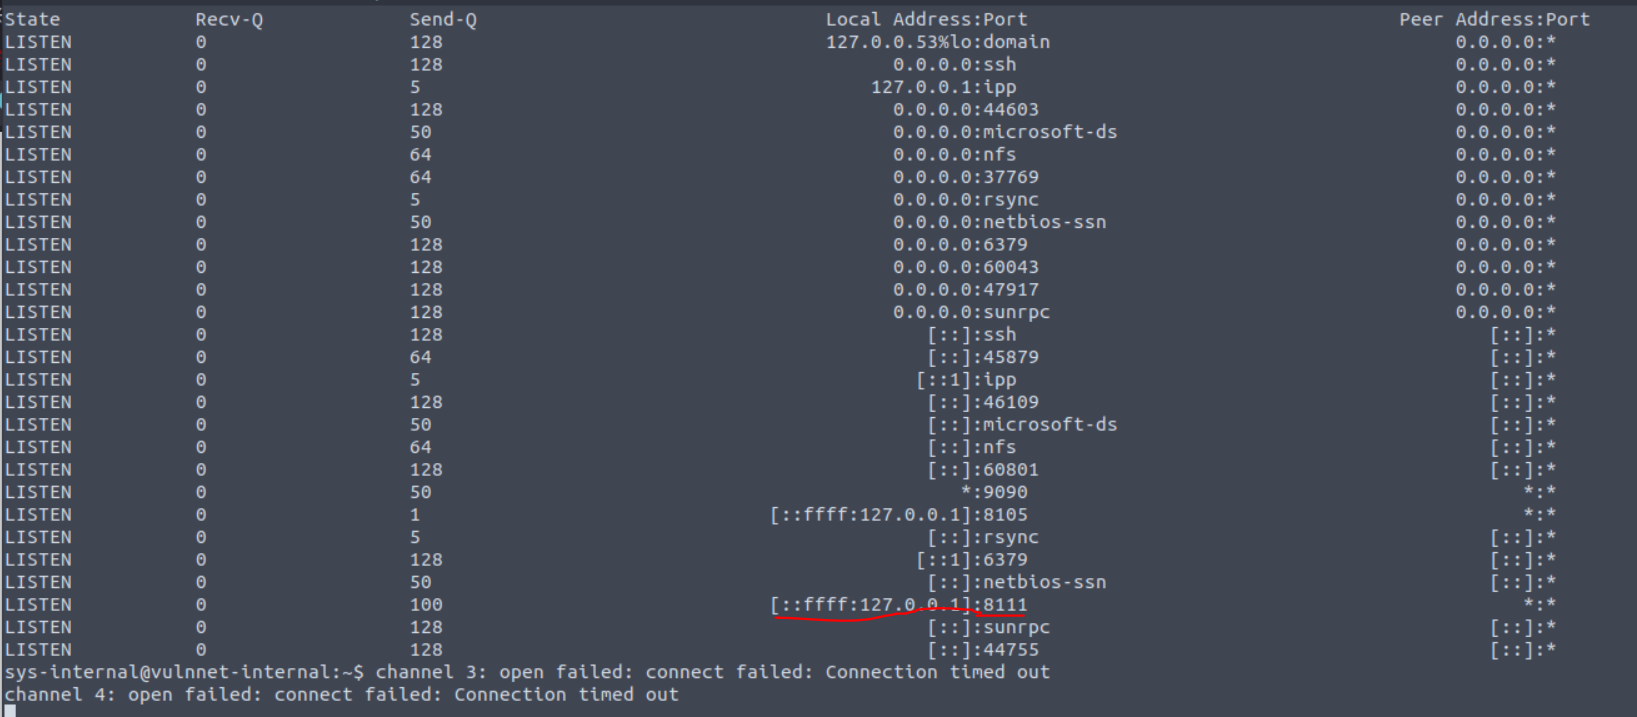 State Recv-Q Send-Q Local Address:Port Peer Address:Port
LISTEN 0 128 127.0.0.53%lo:domain 0.0.0.0:*
LISTEN 0 128 0.0.0.0:ssh 0.0.0.0:*
LISTEN 0 5 127.0.0.1:ipp 0.0.0.0:*
LISTEN 0 128 0.0.0.0:44603 0.0.0.0:*
LISTEN 0 50 0.0.0.0:microsoft-ds 0.0.0.0:*
LISTEN 0 64 0.0.0.0:nfs 0.0.0.0:*
LISTEN 0 64 0.0.0.0:37769 0.0.0.0:*
LISTEN 0 5 0.0.0.0:rsync 0.0.0.0:*
LISTEN 0 50 0.0.0.0:netbios-ssn 0.0.0.0:*
LISTEN 0 128 0.0.0.0:6379 0.0.0.0:*
LISTEN 0 128 0.0.0.0:60043 0.0.0.0:*
LISTEN 0 128 0.0.0.0:47917 0.0.0.0:*
LISTEN 0 128 0.0.0.0:sunrpc 0.0.0.0:*
LISTEN 0 128 [::]:ssh [::]:*
LISTEN 0 64 [::]:45879 [::]:*
LISTEN 0 5 [::1]:ipp [::]:*
LISTEN 0 128 [::]:46109 [::]:*
LISTEN 0 50 [::]:microsoft-ds [::]:*
LISTEN 0 64 [::]:nfs [::]:*
LISTEN 0 128 [::]:60801 [::]:*
LISTEN 0 50 *:9090 *:*
LISTEN 0 1 [::ffff:127.0.0.1]:8105 *:*
LISTEN 0 5 [::]:rsync [::]:*
LISTEN 0 128 [::1]:6379 [::]:*
LISTEN 0 50 [::]:netbios-ssn [::]:*
LISTEN 0 100 [::ffff:127.0.0.1]:8111 *:*
LISTEN 0 128 [::]:sunrpc [::]:*
LISTEN 0 128 [::]:44755 [::]:*
sys-internal@vulnnet-internal:~$ channel 3: open failed: connect failed: Connection timed out
channel 4: open failed: connect failed: Connection timed out